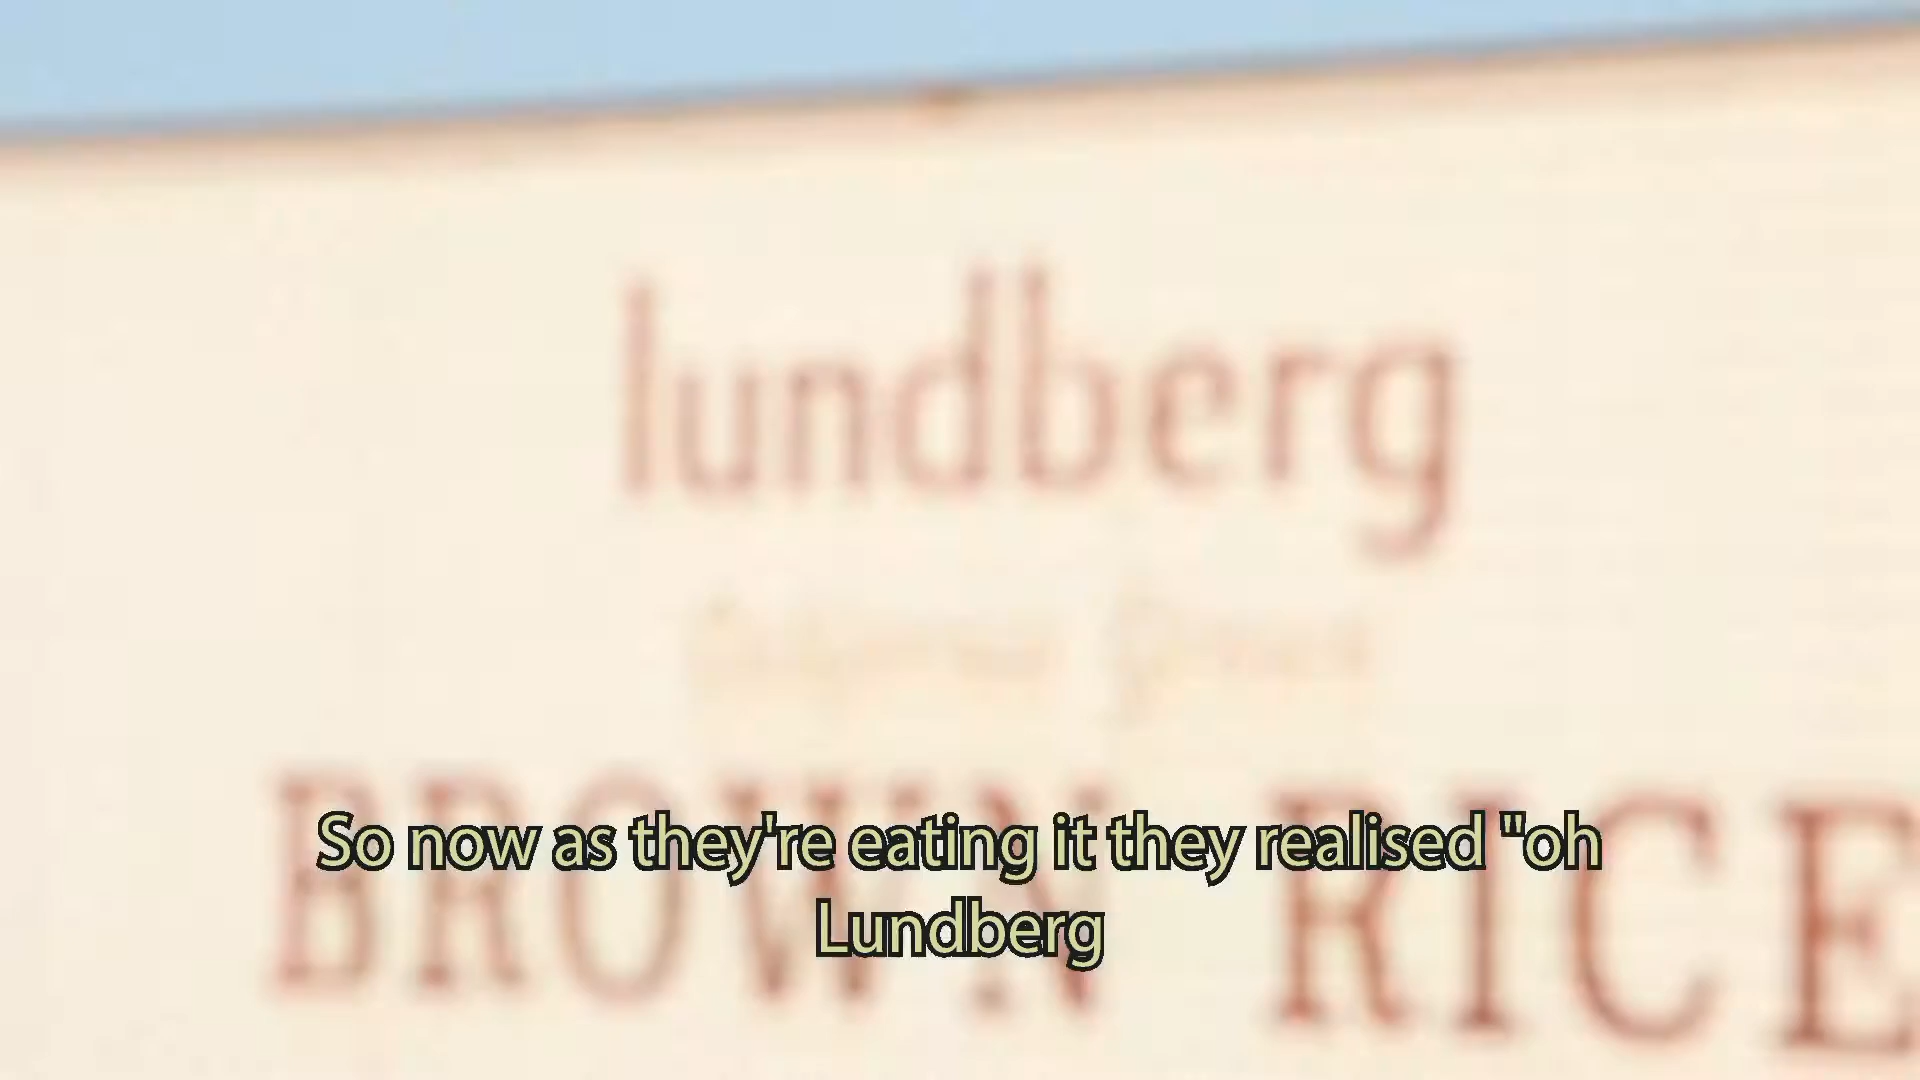 lundberg
BROWN RICE
So now as they're eating it they realised "oh
Lundberg